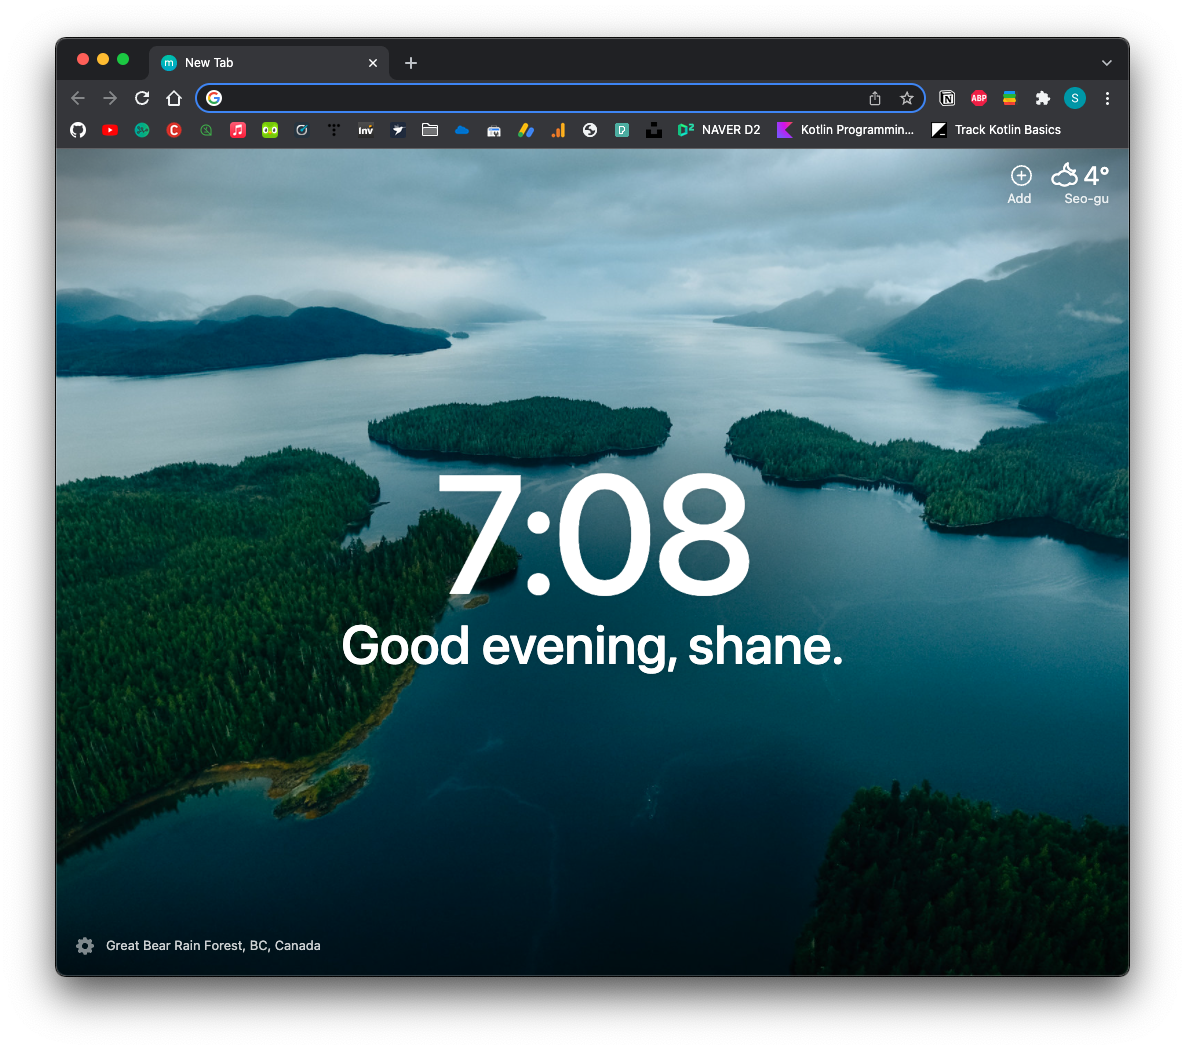 m New Tab
ABP S
Inv D NAVER D2 Kotlin Programmin... Track Kotlin Basics
Add 4°
Seo-gu
7:08
Good evening, shane.
Great Bear Rain Forest, BC, Canada